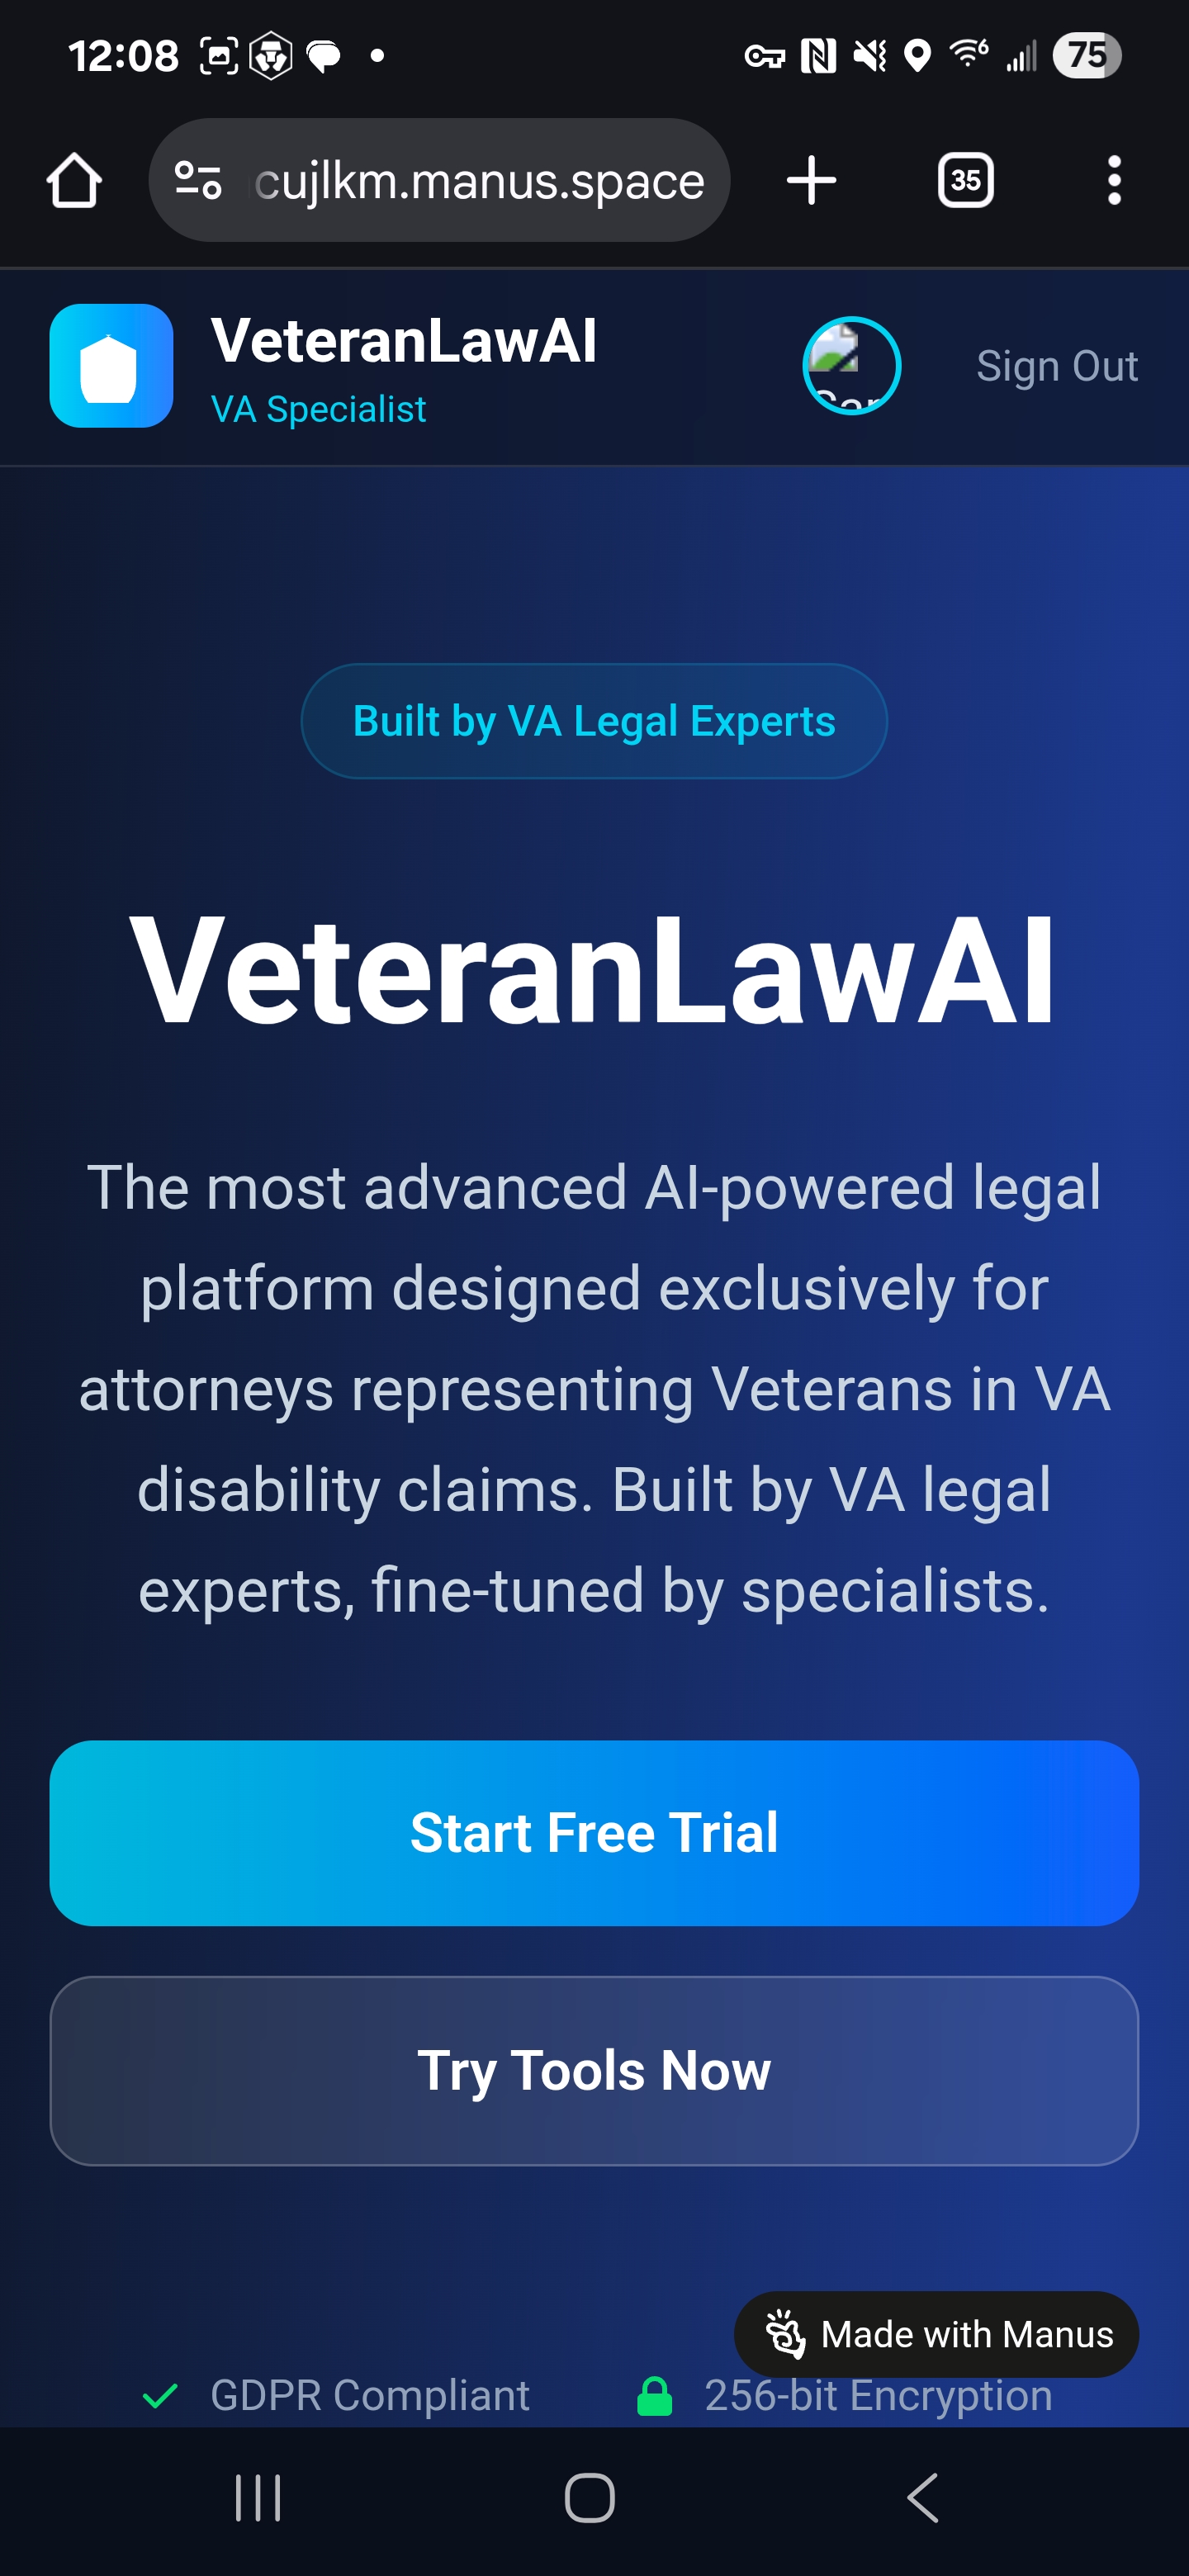 12:08
75
cujlkm.manus.space
35
VeteranLawAI
VA Specialist
Sign Out
Built by VA Legal Experts
VeteranLawAI
The most advanced AI-powered legal
platform designed exclusively for
attorneys representing Veterans in VA
disability claims. Built by VA legal
experts, fine-tuned by specialists.
Start Free Trial
Try Tools Now
Made with Manus
GDPR Compliant
256-bit Encryption